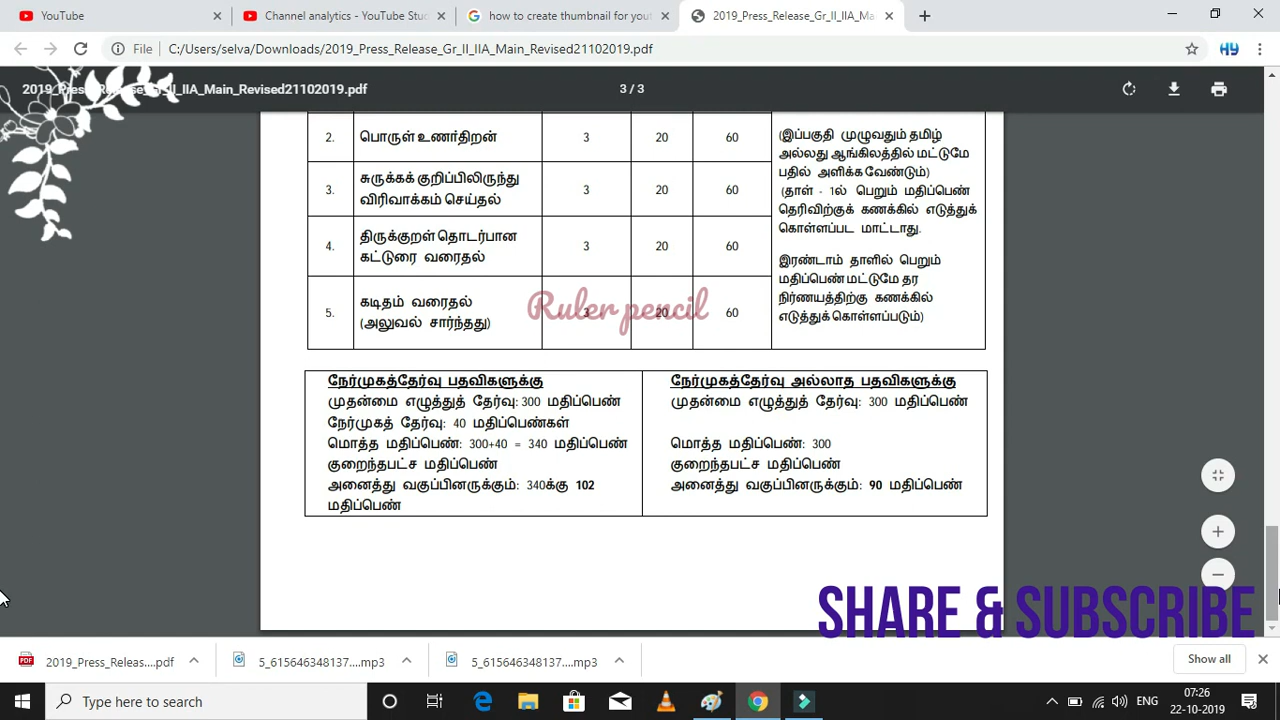 YouTube
Channel analytics - YouTube Stud
how to create thumbnail for yout
2019_Press_Release_Gr_II_IIA_Ma
File C:/Users/selva/Downloads/2019_Press_Release_Gr_II_IIA_Main_Revised21102019.pdf
2019_Press_Release_Gr_II_IIA_Main_Revised21102019.pdf
3 / 3
2. பொருள் உணர்திறன் 3 20 60
3. சுருக்கக் குறிப்பிலிருந்து
விரிவாக்கம் செய்தல் 3 20 60
4. திருக்குறள் தொடர்பான
கட்டுரை வரைதல் 3 20 60
5. கடிதம் வரைதல்
(அலுவல் சார்ந்தது) 3 20 60
(இப்பகுதி முழுவதும் தமிழ்
அல்லது ஆங்கிலத்தில் மட்டுமே
பதில் அளிக்க வேண்டும்)
(தாள் - 1ல் பெறும் மதிப்பெண்
தெரிவிற்குக் கணக்கில் எடுத்துக்
கொள்ளப்பட மாட்டாது.
இரண்டாம் தாளில் பெறும்
மதிப்பெண் மட்டுமே தர
நிர்ணயத்திற்கு கணக்கில்
எடுத்துக் கொள்ளப்படும்)
Ruler pencil
நேர்முகத்தேர்வு பதவிகளுக்கு
முதன்மை எழுத்துத் தேர்வு: 300 மதிப்பெண்
நேர்முகத் தேர்வு: 40 மதிப்பெண்கள்
மொத்த மதிப்பெண்: 300+40 = 340 மதிப்பெண்
குறைந்தபட்ச மதிப்பெண்
அனைத்து வகுப்பினருக்கும்: 340க்கு 102
மதிப்பெண்
நேர்முகத்தேர்வு அல்லாத பதவிகளுக்கு
முதன்மை எழுத்துத் தேர்வு: 300 மதிப்பெண்
மொத்த மதிப்பெண்: 300
குறைந்தபட்ச மதிப்பெண்
அனைத்து வகுப்பினருக்கும்: 90 மதிப்பெண்
SHARE & SUBSCRIBE
2019_Press_Releas....pdf
5_615646348137....mp3
5_615646348137....mp3
Show all
Type here to search
ENG
07:26
22-10-2019